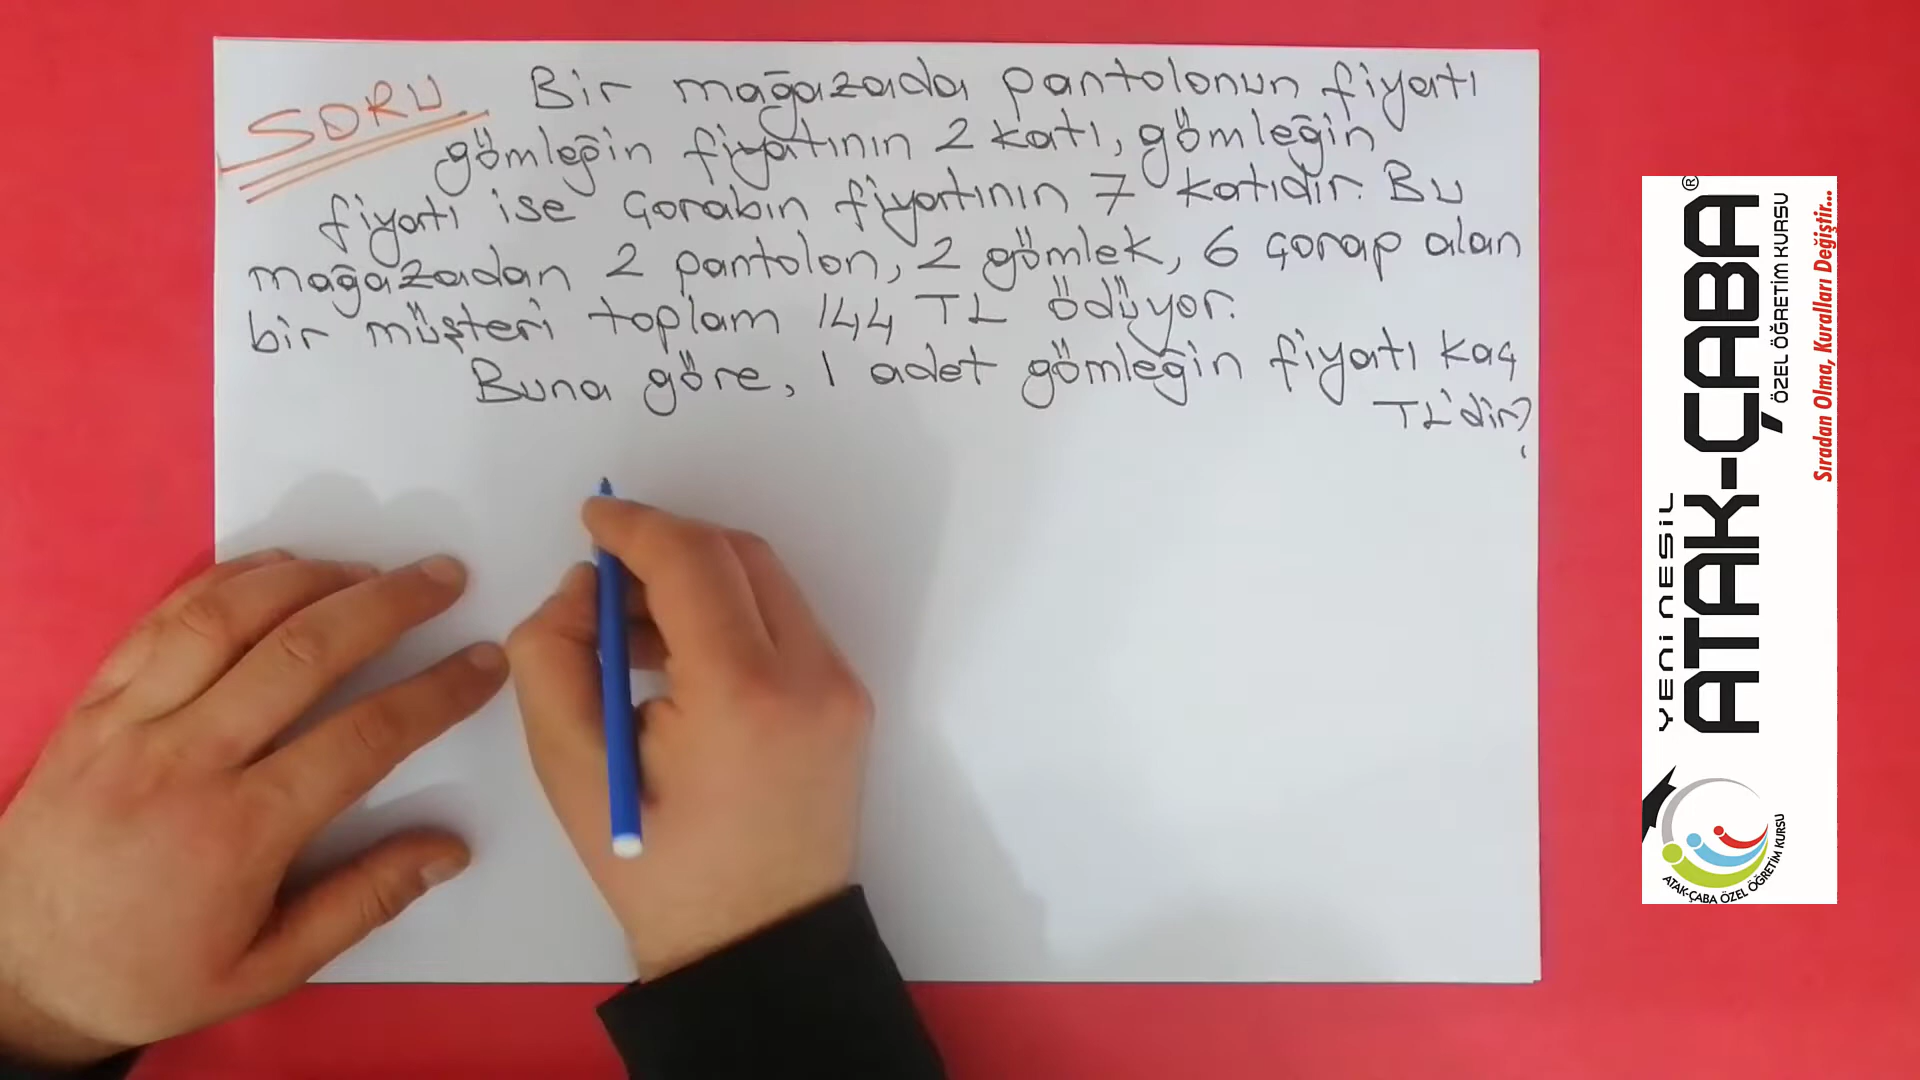 SORU Bir mağazada pantolonun fiyatı
gömleğin fiyatının 2 katı, gömleğin
fiyatı ise çorabın fiyatının 7 katıdır. Bu
mağazadan 2 pantolon, 2 gömlek, 6 çorap alan
bir müşteri toplam 144 TL ödüyor.
Buna göre, 1 adet gömleğin fiyatı kaç
TL'dir?
YENİ NESİL
ATAK-ÇABA®
ÖZEL ÖĞRETİM KURSU
Sıradan Olma, Kuralları Değiştir...
ATAK-ÇABA ÖZEL ÖĞRETİM KURSU